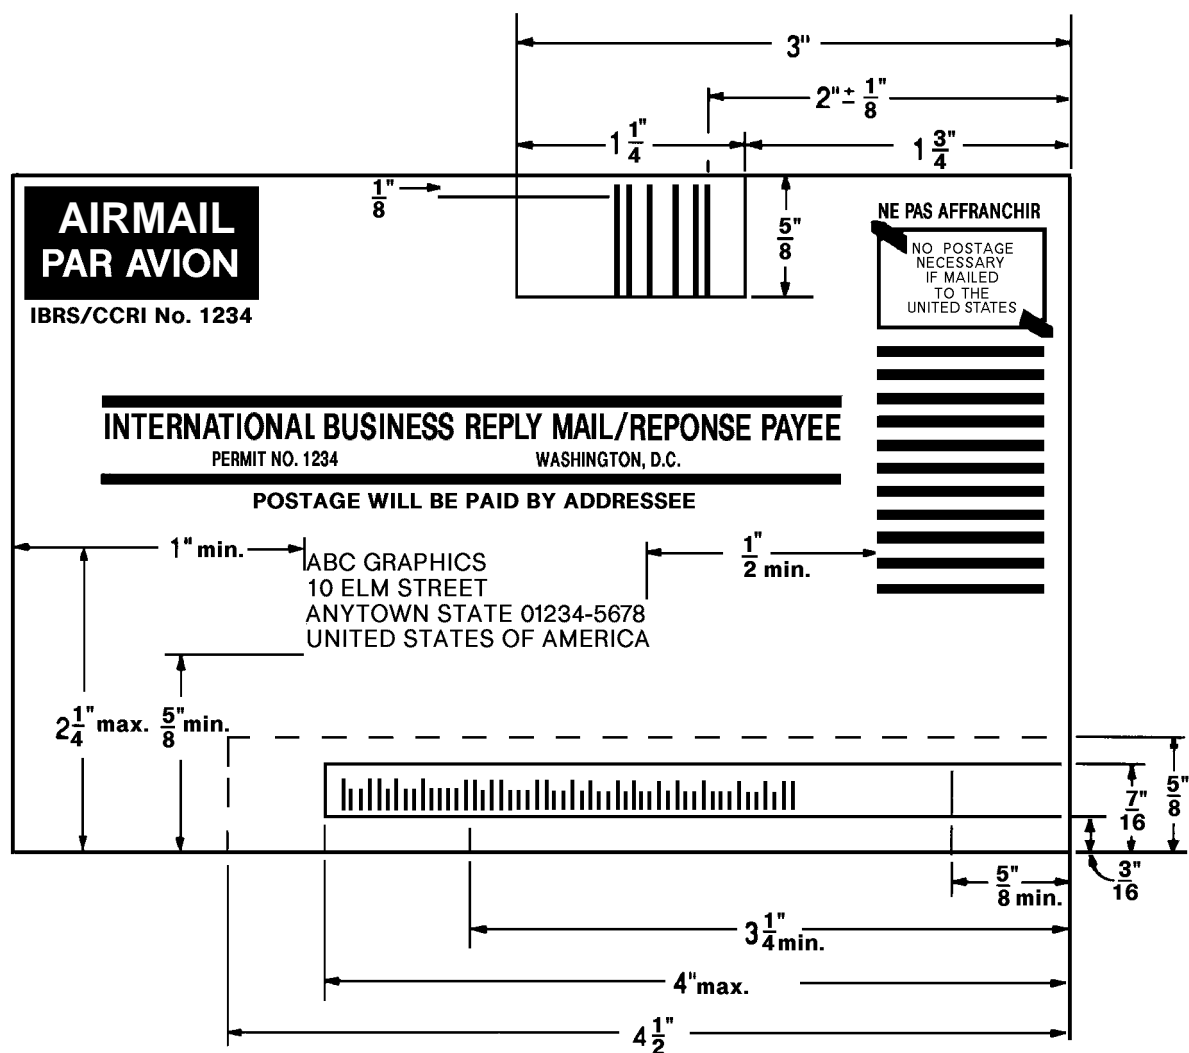 3"
2" ± 1/8"
1 1/4"
1 3/4"
1/8
5/8"
AIRMAIL
PAR AVION
IBRS/CCRI No. 1234
NE PAS AFFRANCHIR
NO POSTAGE
NECESSARY
IF MAILED
TO THE
UNITED STATES
INTERNATIONAL BUSINESS REPLY MAIL/REPONSE PAYEE
PERMIT NO. 1234 WASHINGTON, D.C.
POSTAGE WILL BE PAID BY ADDRESSEE
1" min.
1/2" min.
ABC GRAPHICS
10 ELM STREET
ANYTOWN STATE 01234-5678
UNITED STATES OF AMERICA
2 1/4" max.
5/8" min.
5/8"
7/16"
3/16"
5/8" min.
3 1/4" min.
4" max.
4 1/2"